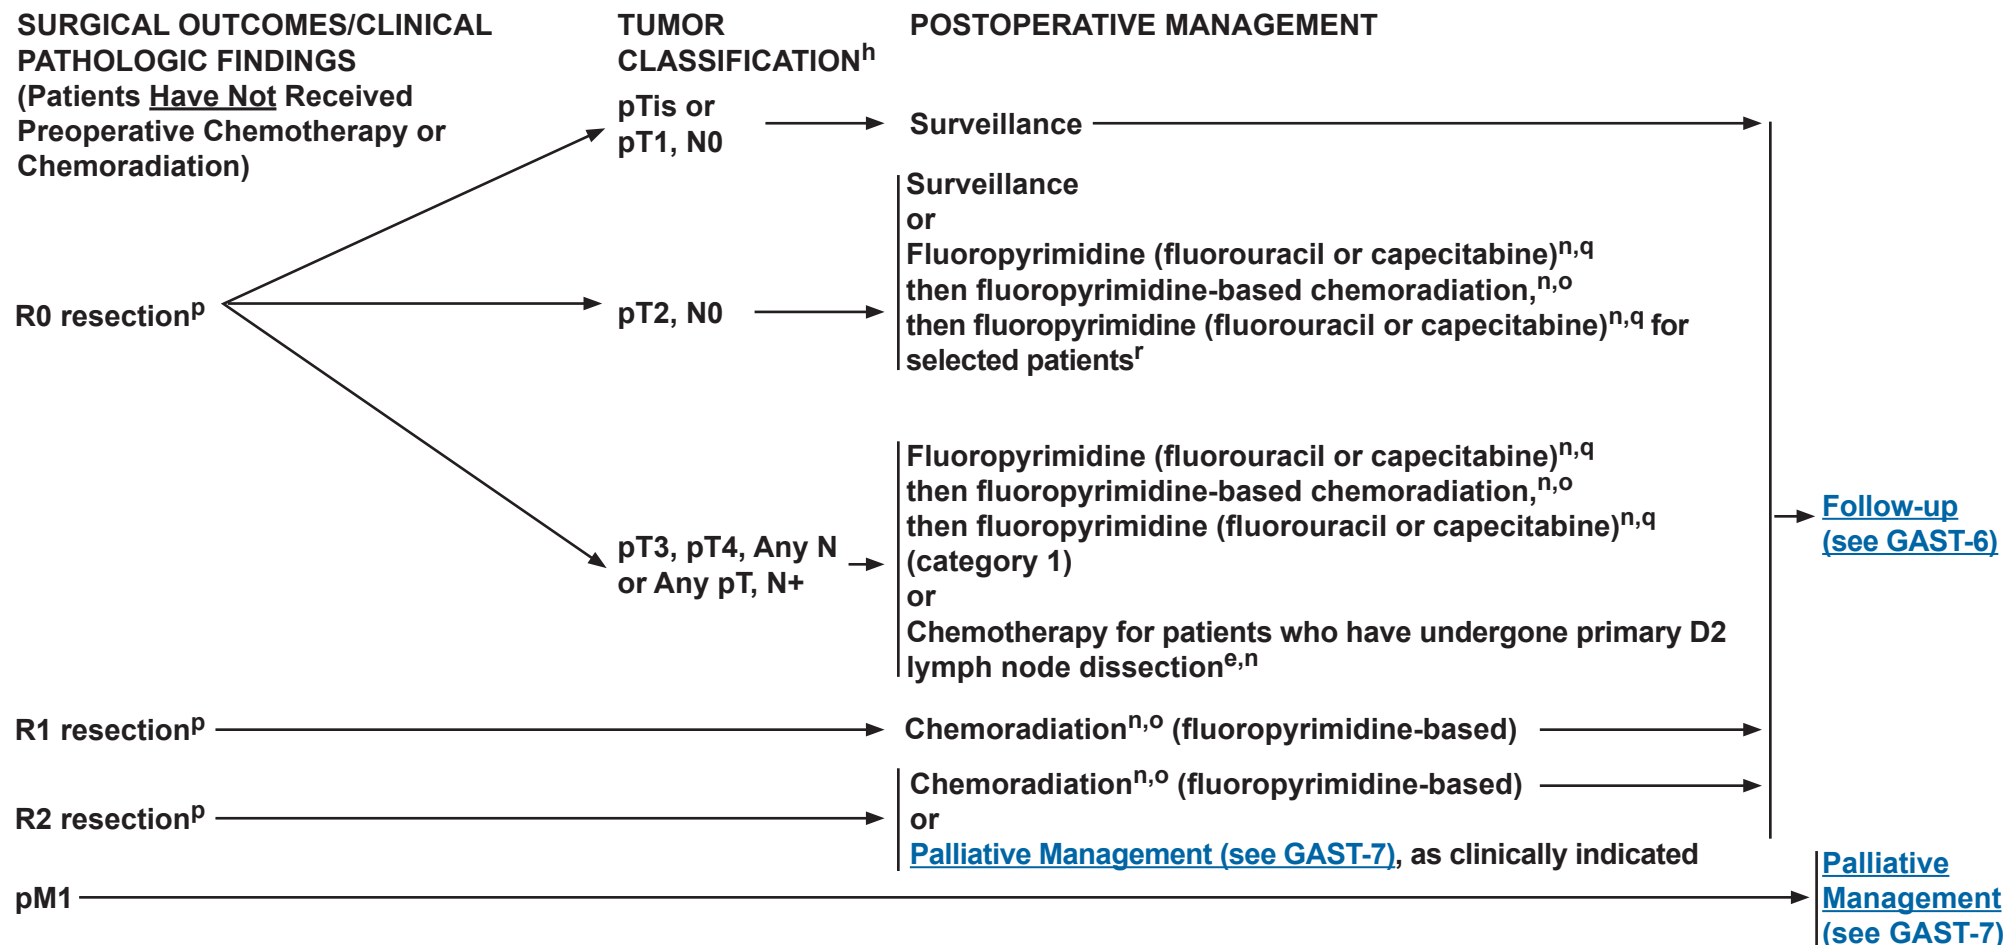 SURGICAL OUTCOMES/CLINICAL
PATHOLOGIC FINDINGS
(Patients Have Not Received
Preoperative Chemotherapy or
Chemoradiation)
TUMOR
CLASSIFICATIONh
POSTOPERATIVE MANAGEMENT
R0 resectionp
pTis or
pT1, N0
Surveillance
pT2, N0
Surveillance
or
Fluoropyrimidine (fluorouracil or capecitabine)n,q
then fluoropyrimidine-based chemoradiation,n,o
then fluoropyrimidine (fluorouracil or capecitabine)n,q for
selected patientsr
pT3, pT4, Any N
or Any pT, N+
Fluoropyrimidine (fluorouracil or capecitabine)n,q
then fluoropyrimidine-based chemoradiation,n,o
then fluoropyrimidine (fluorouracil or capecitabine)n,q
(category 1)
or
Chemotherapy for patients who have undergone primary D2
lymph node dissectione,n
Follow-up
(see GAST-6)
R1 resectionp
Chemoradiationn,o (fluoropyrimidine-based)
R2 resectionp
Chemoradiationn,o (fluoropyrimidine-based)
or
Palliative Management (see GAST-7), as clinically indicated
pM1
Palliative
Management
(see GAST-7)